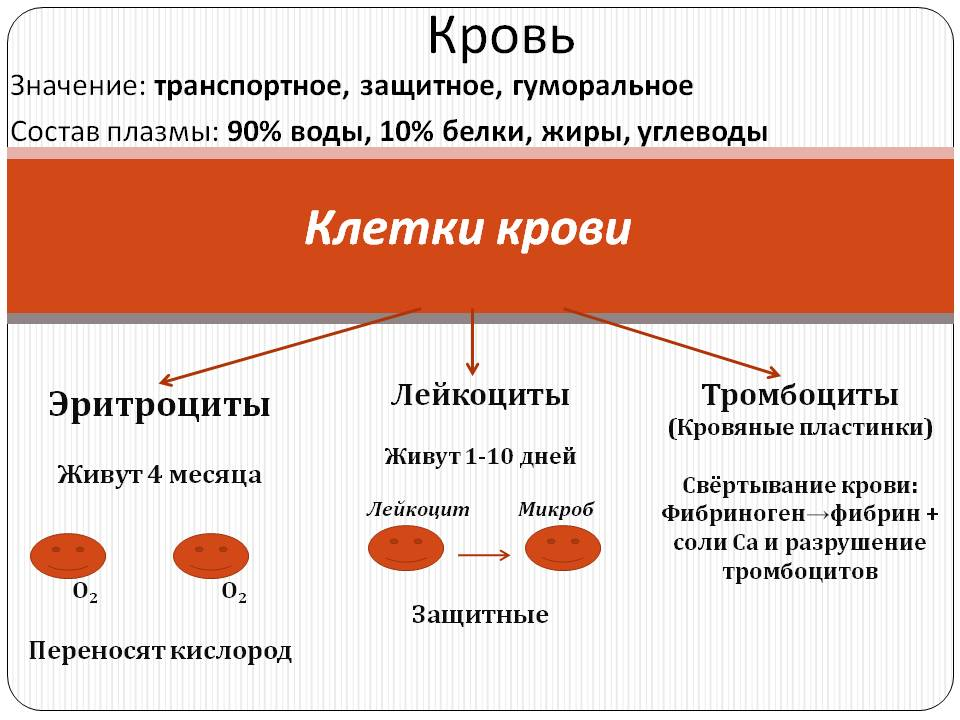 Кровь
Значение: транспортное, защитное, гуморальное
Состав плазмы: 90% воды, 10% белки, жиры, углеводы
Клетки крови
Эритроциты
Живут 4 месяца
O₂ O₂
Переносят кислород
Лейкоциты
Живут 1-10 дней
Лейкоцит Микроб
Защитные
Тромбоциты
(Кровяные пластинки)
Свёртывание крови:
Фибриноген→фибрин +
соли Ca и разрушение
тромбоцитов